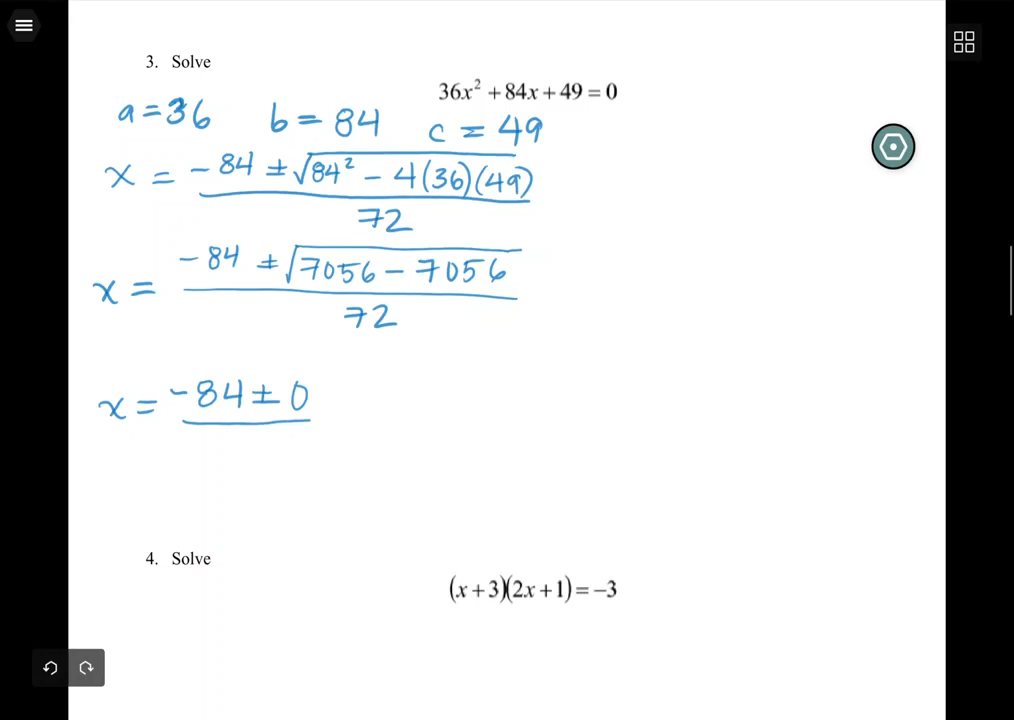 3. Solve
36x² + 84x + 49 = 0
a = 36 b = 84 c = 49
x = -84 ± √84² - 4(36)(49)
72
x = -84 ± √7056 - 7056
72
x = -84 ± 0
4. Solve
(x+3)(2x+1) = -3